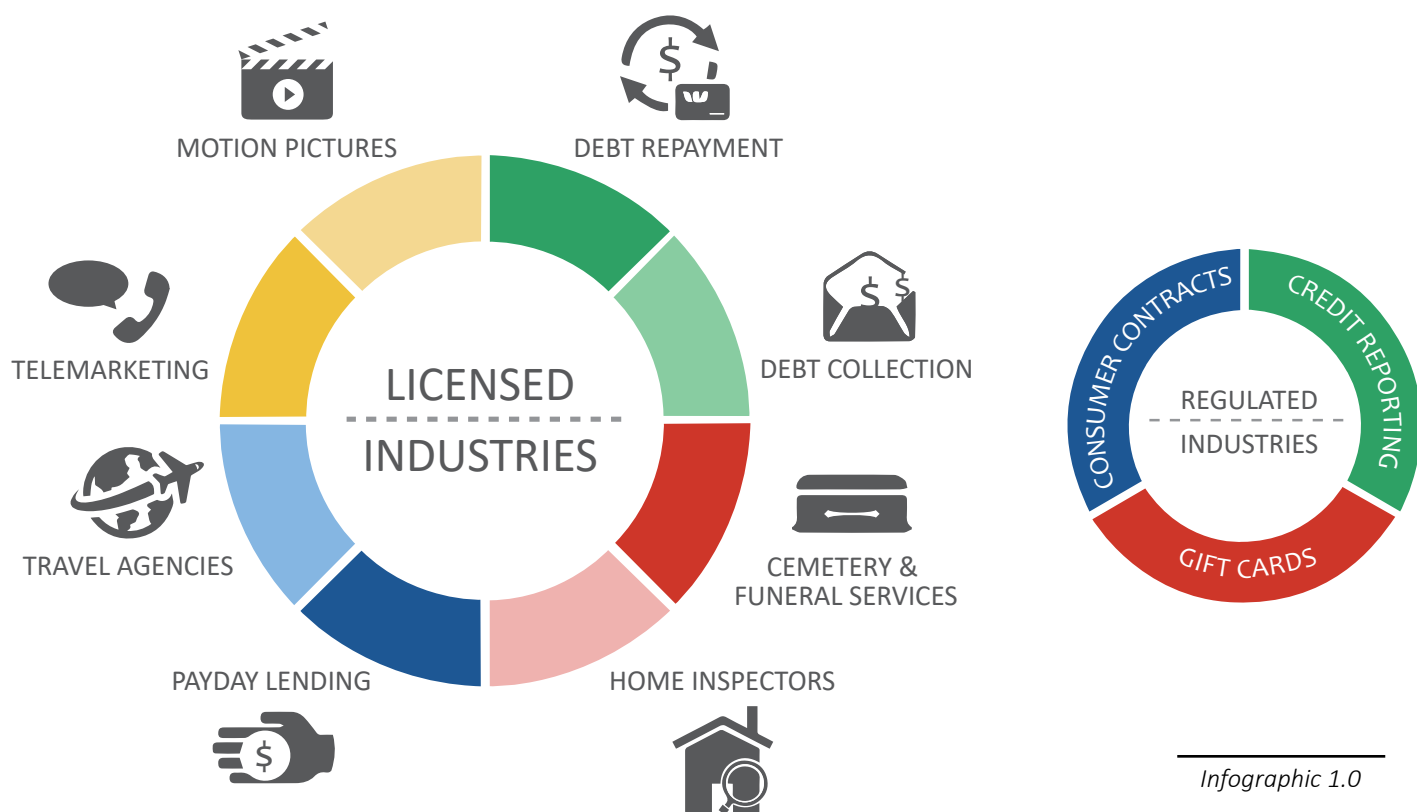 MOTION PICTURES
DEBT REPAYMENT
TELEMARKETING
DEBT COLLECTION
LICENSED
INDUSTRIES
TRAVEL AGENCIES
CEMETERY &
FUNERAL SERVICES
PAYDAY LENDING
HOME INSPECTORS
CONSUMER CONTRACTS
CREDIT REPORTING
REGULATED
INDUSTRIES
GIFT CARDS
Infographic 1.0
$
$
$
$